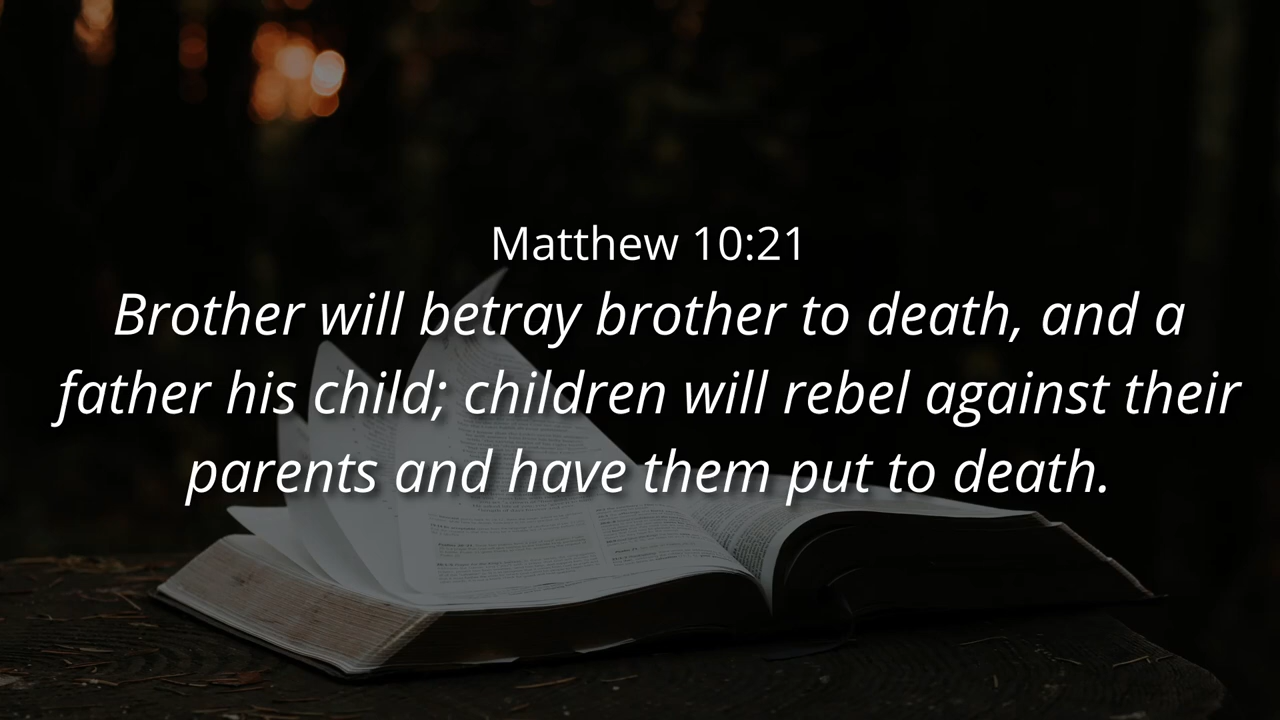 Matthew 10:21
Brother will betray brother to death, and a
father his child; children will rebel against their
parents and have them put to death.